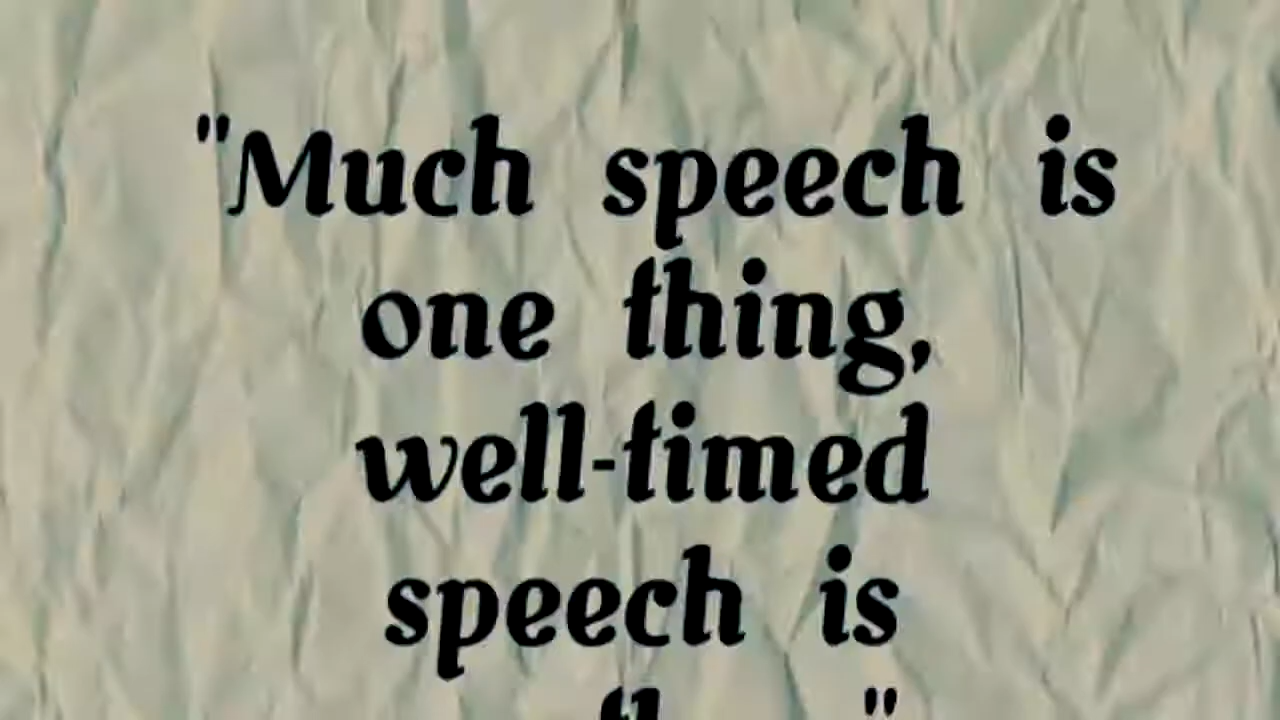 "Much speech is
one thing,
well-timed
speech is